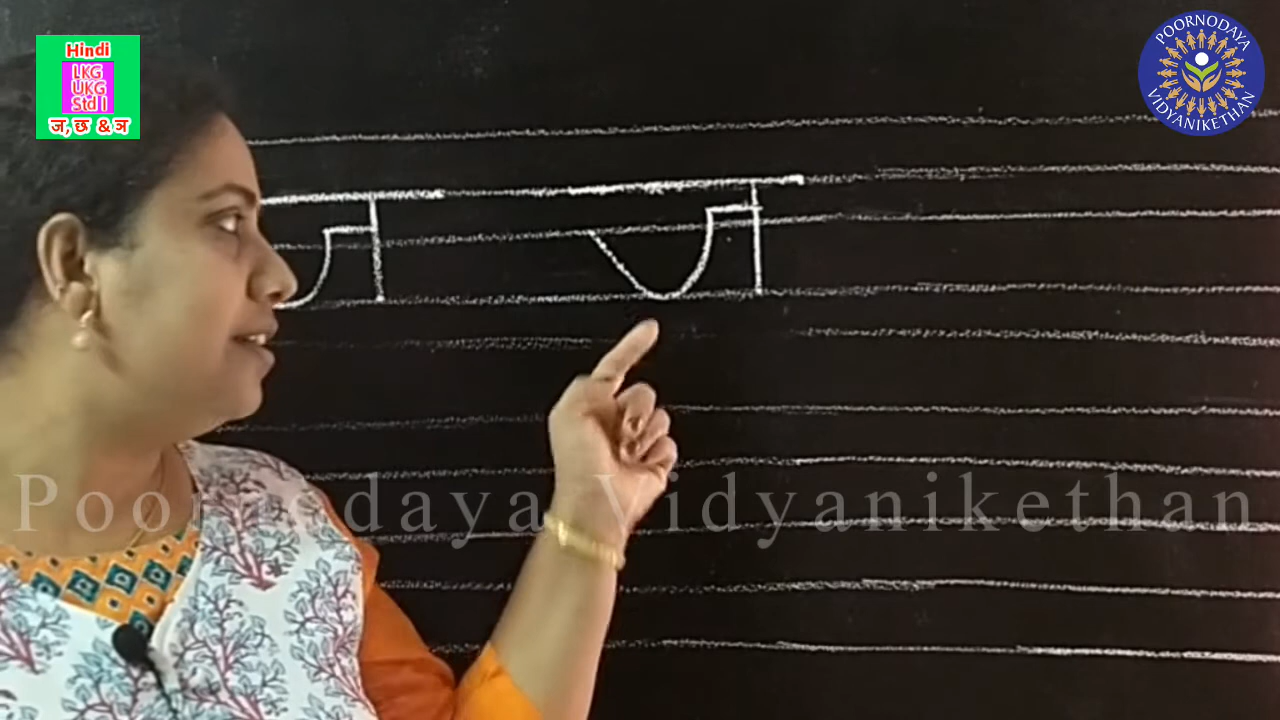 Hindi
LKG
UKG
Std I
ज, छ & ञ
POORNODAYA
VIDYANIKETHAN
ज ज
Poornodaya Vidyanikethan